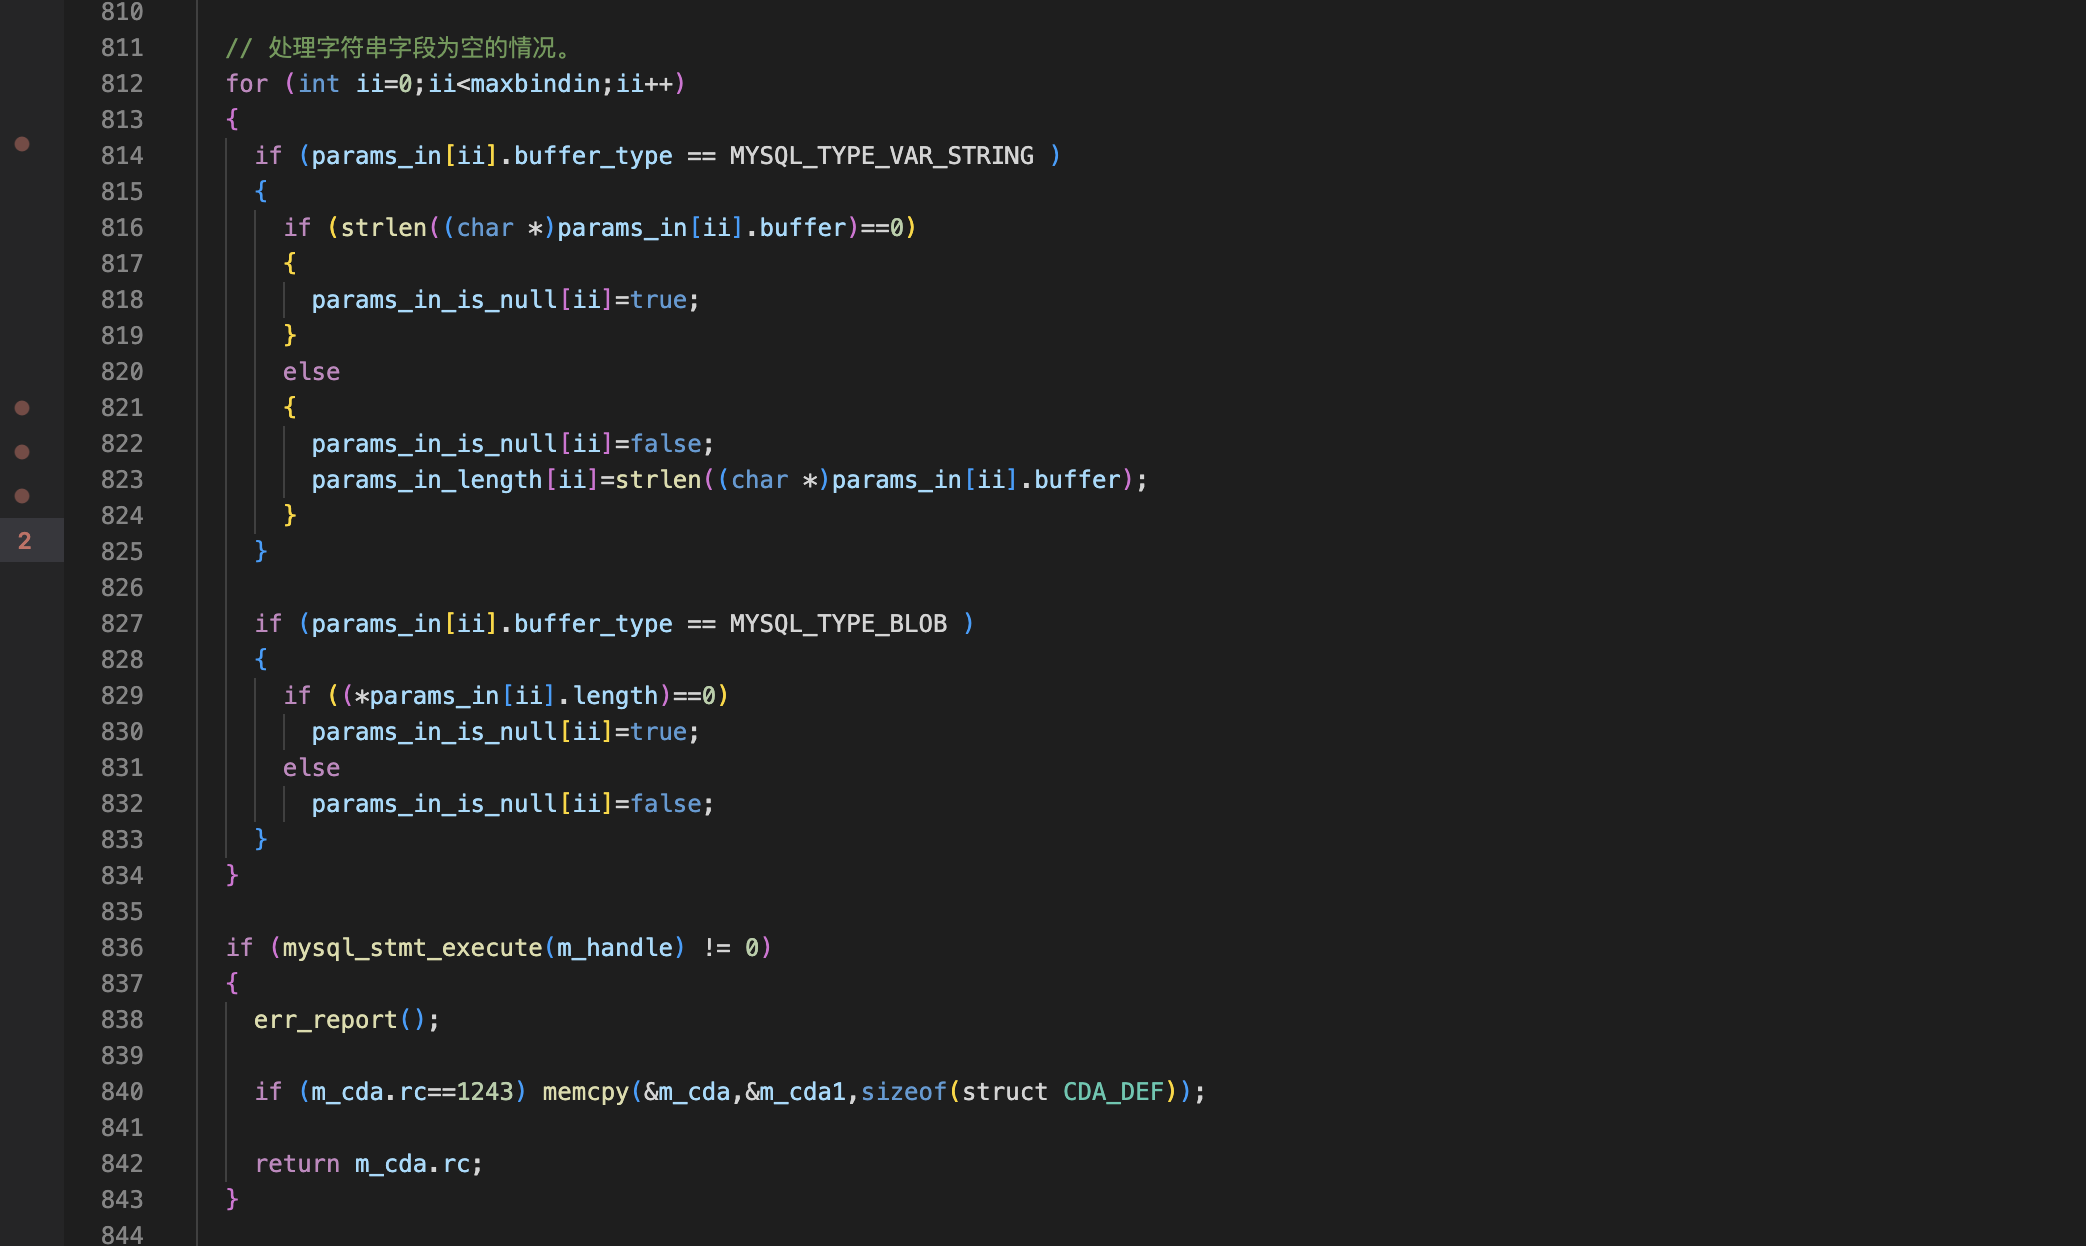 810
811 // 处理字符串字段为空的情况。
812 for (int ii=0;ii<maxbindin;ii++)
813 {
814 if (params_in[ii].buffer_type == MYSQL_TYPE_VAR_STRING )
815 {
816 if (strlen((char *)params_in[ii].buffer)==0)
817 {
818 params_in_is_null[ii]=true;
819 }
820 else
821 {
822 params_in_is_null[ii]=false;
823 params_in_length[ii]=strlen((char *)params_in[ii].buffer);
824 }
2
825 }
826
827 if (params_in[ii].buffer_type == MYSQL_TYPE_BLOB )
828 {
829 if ((*params_in[ii].length)==0)
830 params_in_is_null[ii]=true;
831 else
832 params_in_is_null[ii]=false;
833 }
834 }
835
836 if (mysql_stmt_execute(m_handle) != 0)
837 {
838 err_report();
839
840 if (m_cda.rc==1243) memcpy(&m_cda,&m_cda1,sizeof(struct CDA_DEF));
841
842 return m_cda.rc;
843 }
844